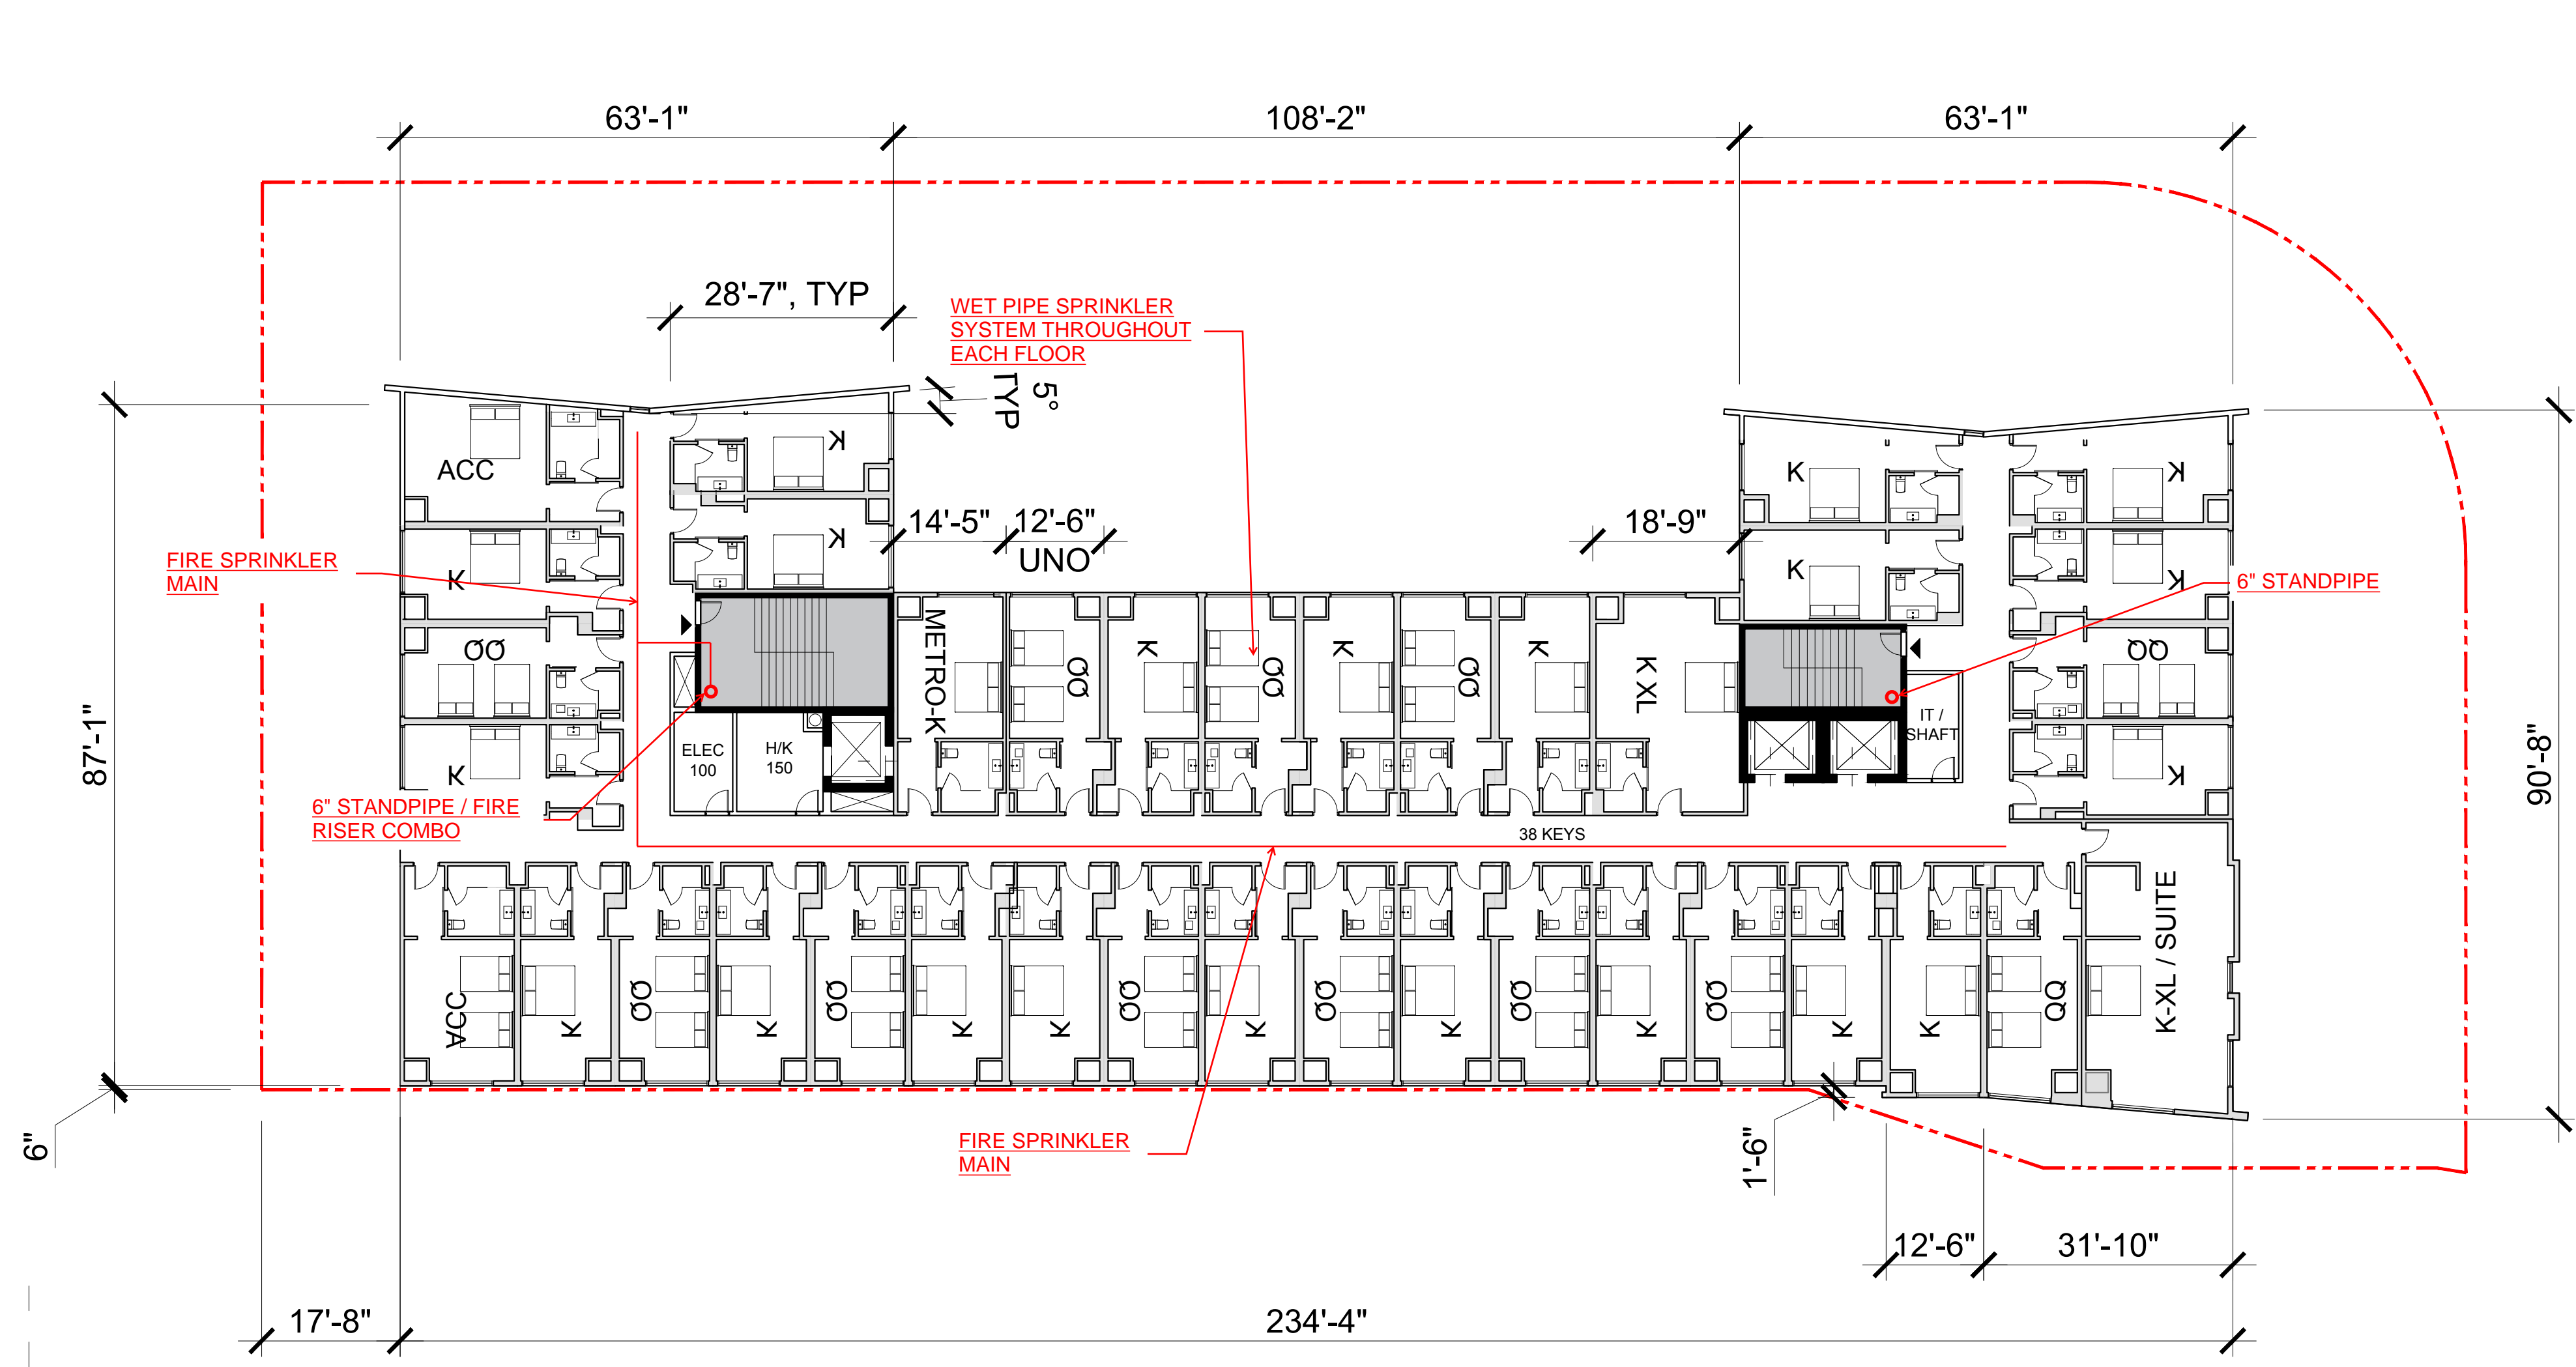 63'-1"
108'-2"
63'-1"
28'-7", TYP
WET PIPE SPRINKLER
SYSTEM THROUGHOUT
EACH FLOOR
5°
TYP
ACC
K
K
K
K
14'-5"
12'-6"
UNO
18'-9"
FIRE SPRINKLER
MAIN
K
K
K
K
6" STANDPIPE
METRO-K
QQ
K
QQ
K
QQ
K
K XL
QQ
QQ
87'-1"
90'-8"
ELEC
100
H/K
150
IT /
SHAFT
K
K
6" STANDPIPE / FIRE
RISER COMBO
38 KEYS
ACC
K
QQ
K
QQ
K
K
QQ
K
QQ
K
QQ
K
QQ
K
K
QQ
K-XL / SUITE
6"
FIRE SPRINKLER
MAIN
1'-6"
12'-6"
31'-10"
17'-8"
234'-4"